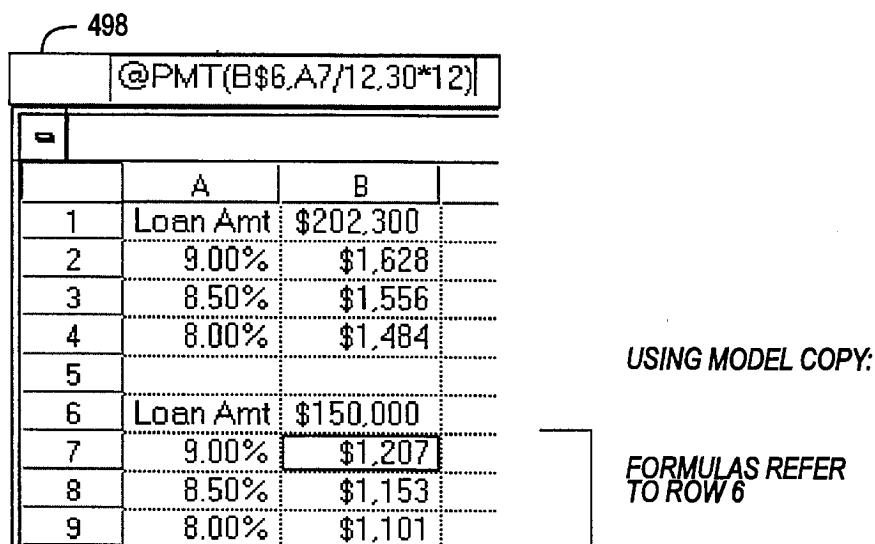 498
@PMT(B$6,A7/12,30*12)
A B
1 Loan Amt $202,300
2 9.00% $1,628
3 8.50% $1,556
4 8.00% $1,484
5
6 Loan Amt $150,000
7 9.00% $1,207
8 8.50% $1,153
9 8.00% $1,101
USING MODEL COPY:
FORMULAS REFER
TO ROW 6